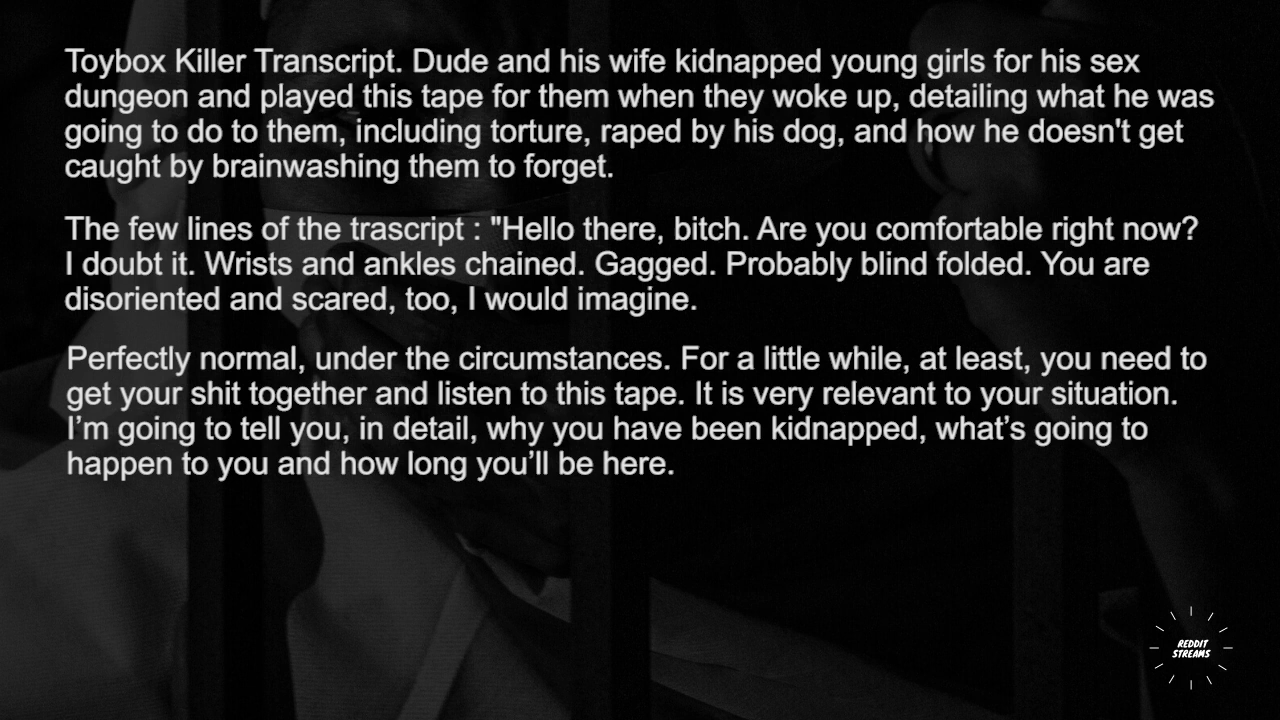 Toybox Killer Transcript. Dude and his wife kidnapped young girls for his sex
dungeon and played this tape for them when they woke up, detailing what he was
going to do to them, including torture, raped by his dog, and how he doesn't get
caught by brainwashing them to forget.
The few lines of the trascript : "Hello there, bitch. Are you comfortable right now?
I doubt it. Wrists and ankles chained. Gagged. Probably blind folded. You are
disoriented and scared, too, I would imagine.
Perfectly normal, under the circumstances. For a little while, at least, you need to
get your shit together and listen to this tape. It is very relevant to your situation.
I’m going to tell you, in detail, why you have been kidnapped, what’s going to
happen to you and how long you’ll be here.
REDDIT
STREAMS